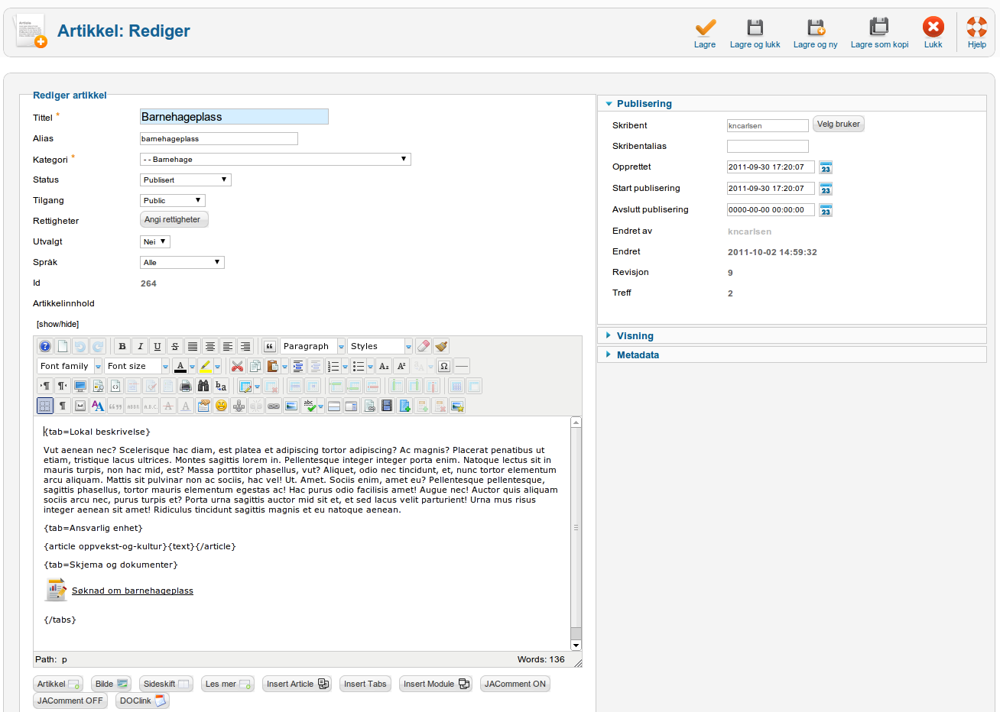 Artikkel: Rediger
Lagre
Lagre og lukk
Lagre og ny
Lagre som kopi
Lukk
Hjelp
Rediger artikkel
Tittel *
Barnehageplass
Alias
barnehageplass
Kategori *
- - Barnehage
Status
Publisert
Tilgang
Public
Rettigheter
Angi rettigheter
Utvalgt
Nei
Språk
Alle
Id
264
Artikkelinnhold
[show/hide]
Paragraph
Styles
Font family
Font size
{tab=Lokal beskrivelse}
Vut aenean nec? Scelerisque hac diam, est platea et adipiscing tortor adipiscing? Ac magnis? Placerat penatibus ut
etiam, tristique lacus ultrices. Montes sagittis lorem in. Pellentesque integer integer porta enim. Natoque lectus sit in
mauris turpis, non hac mid, est? Massa porttitor phasellus, vut? Aliquet, odio nec tincidunt, et, nunc tortor elementum
arcu aliquam. Mattis sit pulvinar non ac sociis, hac vel! Ut. Amet. Sociis enim, amet eu? Pellentesque pellentesque,
sagittis phasellus, tortor mauris elementum egestas ac! Hac purus odio facilisis amet! Augue nec! Auctor quis aliquam
sociis arcu nec, purus turpis et? Porta urna sagittis auctor mid sit et, et sed lacus velit parturient! Urna mus risus
integer aenean sit amet! Ridiculus tincidunt sagittis magnis et eu natoque aenean.
{tab=Ansvarlig enhet}
{article oppvekst-og-kultur}{text}{/article}
{tab=Skjema og dokumenter}
Søknad om barnehageplass
{/tabs}
Path: p
Words: 136
Artikkel
Bilde
Sideskift
Les mer
Insert Article
Insert Tabs
Insert Module
JAComment ON
JAComment OFF
DOClink
Publisering
Skribent
kncarlsen
Velg bruker
Skribentalias
Opprettet
2011-09-30 17:20:07
23
Start publisering
2011-09-30 17:20:07
23
Avslutt publisering
0000-00-00 00:00:00
23
Endret av
kncarlsen
Endret
2011-10-02 14:59:32
Revisjon
9
Treff
2
Visning
Metadata